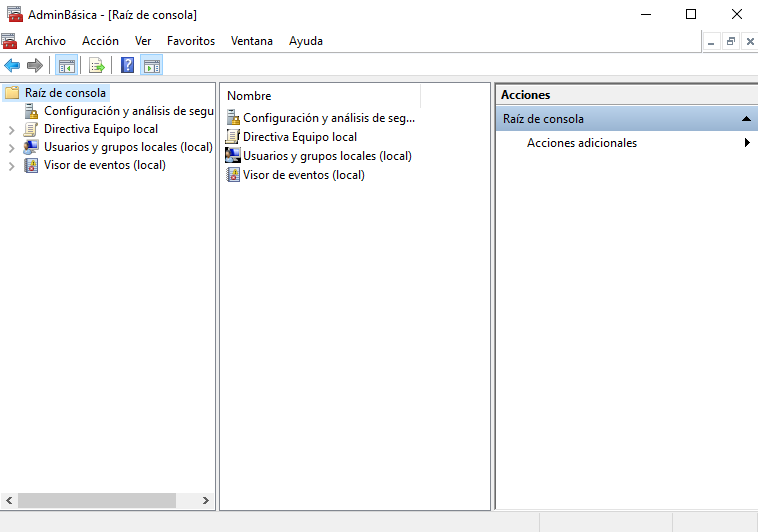 AdminBásica - [Raíz de consola]
Archivo Acción Ver Favoritos Ventana Ayuda
Raíz de consola
Configuración y análisis de segu
Directiva Equipo local
Usuarios y grupos locales (local)
Visor de eventos (local)
Nombre
Configuración y análisis de seg...
Directiva Equipo local
Usuarios y grupos locales (local)
Visor de eventos (local)
Acciones
Raíz de consola
Acciones adicionales